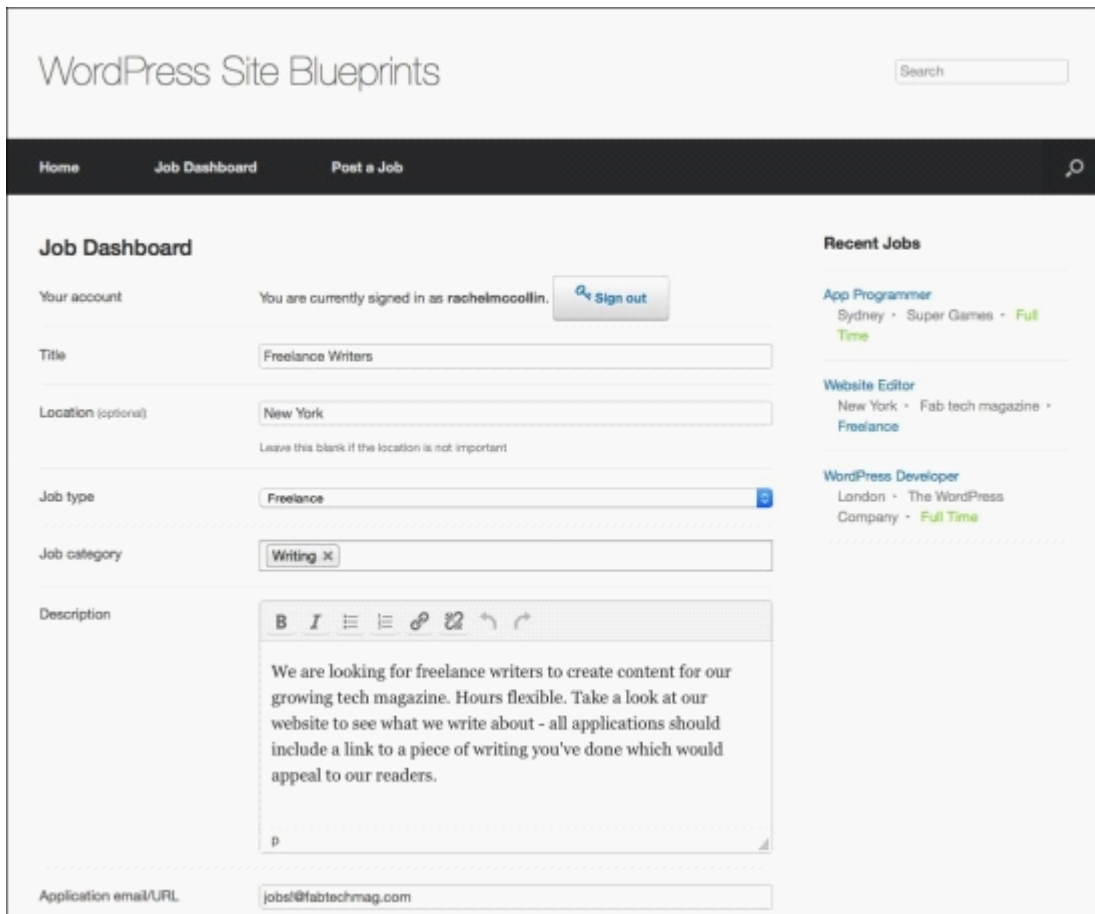 WordPress Site Blueprints
Search
Home Job Dashboard Post a Job
Job Dashboard
Your account
You are currently signed in as rachelmccollin. Sign out
Title
Freelance Writers
Location (optional)
New York
Leave this blank if the location is not important
Job type
Freelance
Job category
Writing ×
Description
B I
We are looking for freelance writers to create content for our
growing tech magazine. Hours flexible. Take a look at our
website to see what we write about - all applications should
include a link to a piece of writing you've done which would
appeal to our readers.
p
Application email/URL
jobs!@fabtechmag.com
Recent Jobs
App Programmer
Sydney • Super Games • Full
Time
Website Editor
New York • Fab tech magazine •
Freelance
WordPress Developer
London • The WordPress
Company • Full Time